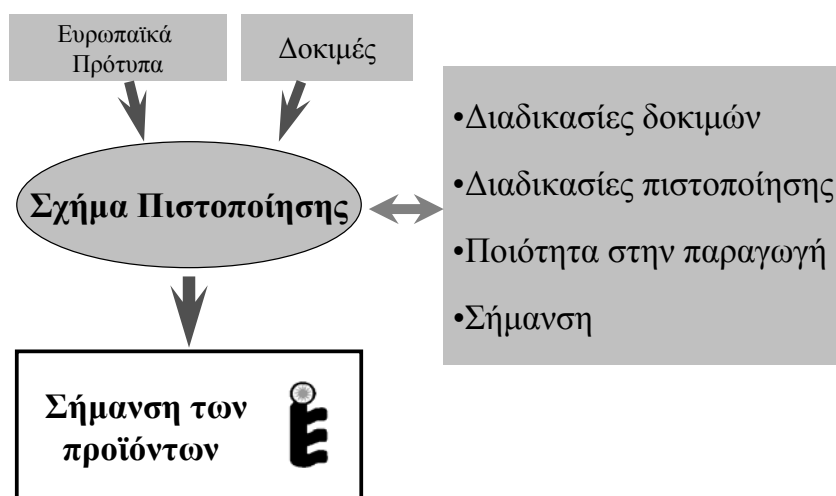 Ευρωπαϊκά
Πρότυπα
Δοκιμές
Σχήμα Πιστοποίησης
•Διαδικασίες δοκιμών
•Διαδικασίες πιστοποίησης
•Ποιότητα στην παραγωγή
•Σήμανση
Σήμανση των
προϊόντων